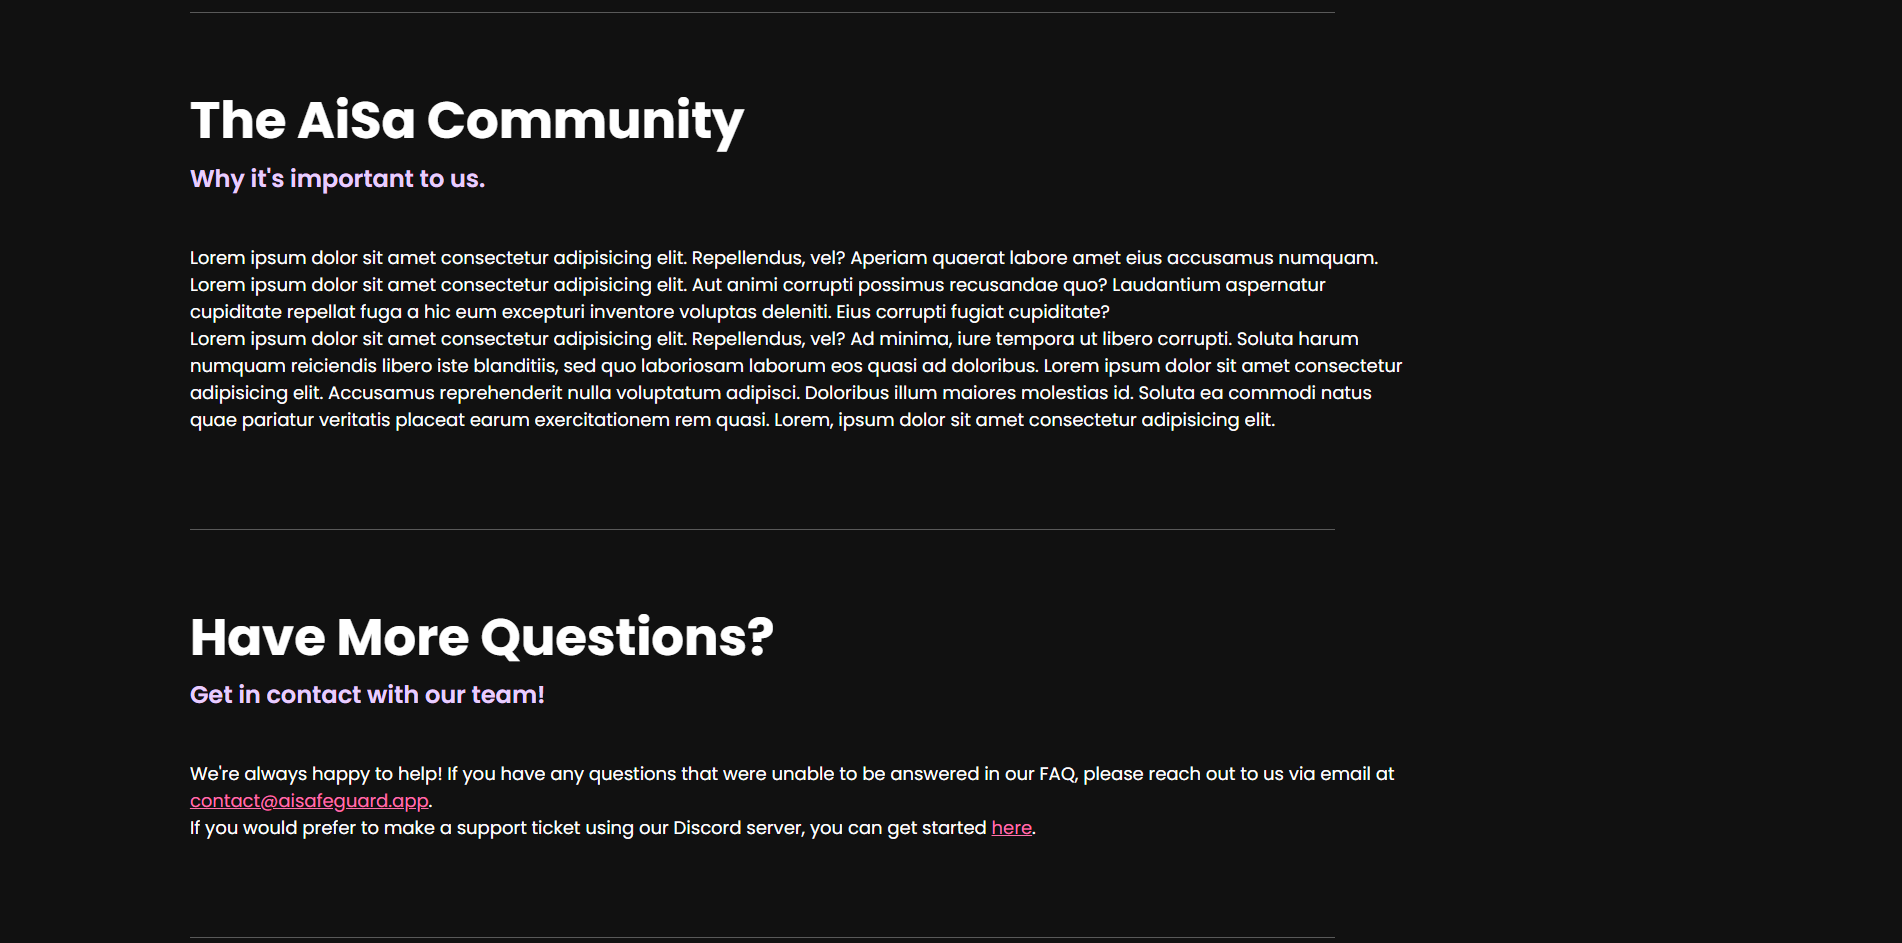 The AiSa Community
Why it's important to us.
Lorem ipsum dolor sit amet consectetur adipisicing elit. Repellendus, vel? Aperiam quaerat labore amet eius accusamus numquam.
Lorem ipsum dolor sit amet consectetur adipisicing elit. Aut animi corrupti possimus recusandae quo? Laudantium aspernatur
cupiditate repellat fuga a hic eum excepturi inventore voluptas deleniti. Eius corrupti fugiat cupiditate?
Lorem ipsum dolor sit amet consectetur adipisicing elit. Repellendus, vel? Ad minima, iure tempora ut libero corrupti. Soluta harum
numquam reiciendis libero iste blanditiis, sed quo laboriosam laborum eos quasi ad doloribus. Lorem ipsum dolor sit amet consectetur
adipisicing elit. Accusamus reprehenderit nulla voluptatum adipisci. Doloribus illum maiores molestias id. Soluta ea commodi natus
quae pariatur veritatis placeat earum exercitationem rem quasi. Lorem, ipsum dolor sit amet consectetur adipisicing elit.
Have More Questions?
Get in contact with our team!
We're always happy to help! If you have any questions that were unable to be answered in our FAQ, please reach out to us via email at
contact@aisafeguard.app.
If you would prefer to make a support ticket using our Discord server, you can get started here.